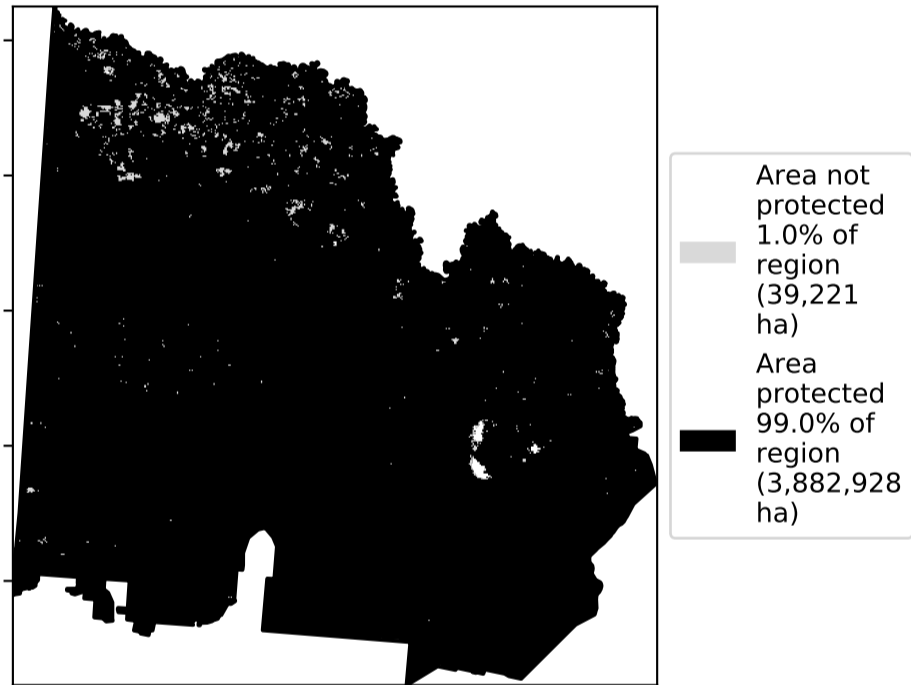 Area not
protected
1.0% of
region
(39,221
ha)
Area
protected
99.0% of
region
(3,882,928
ha)